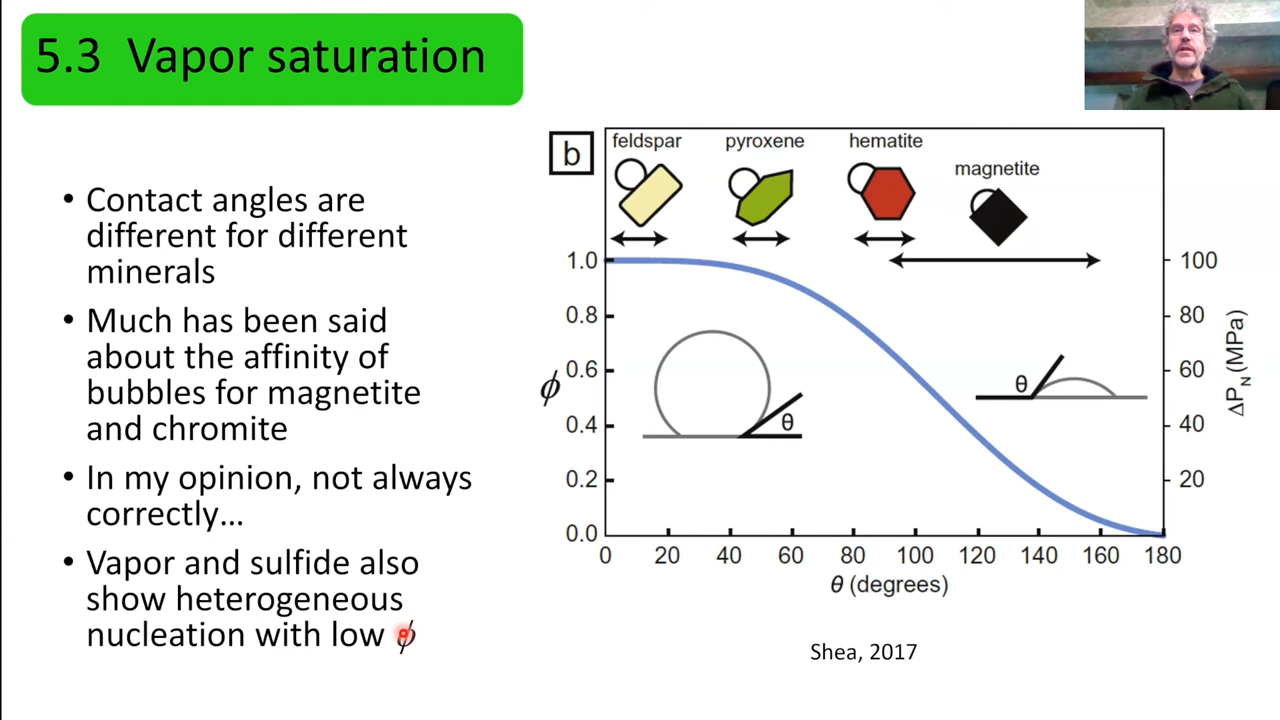 5.3 Vapor saturation
• Contact angles are
different for different
minerals
• Much has been said
about the affinity of
bubbles for magnetite
and chromite
• In my opinion, not always
correctly…
• Vapor and sulfide also
show heterogeneous
nucleation with low ϕ
b
feldspar
pyroxene
hematite
magnetite
1.0
0.8
0.6
0.4
0.2
0.0
ϕ
θ
θ
100
80
60
40
20
ΔP_N (MPa)
0 20 40 60 80 100 120 140 160 180
θ (degrees)
Shea, 2017